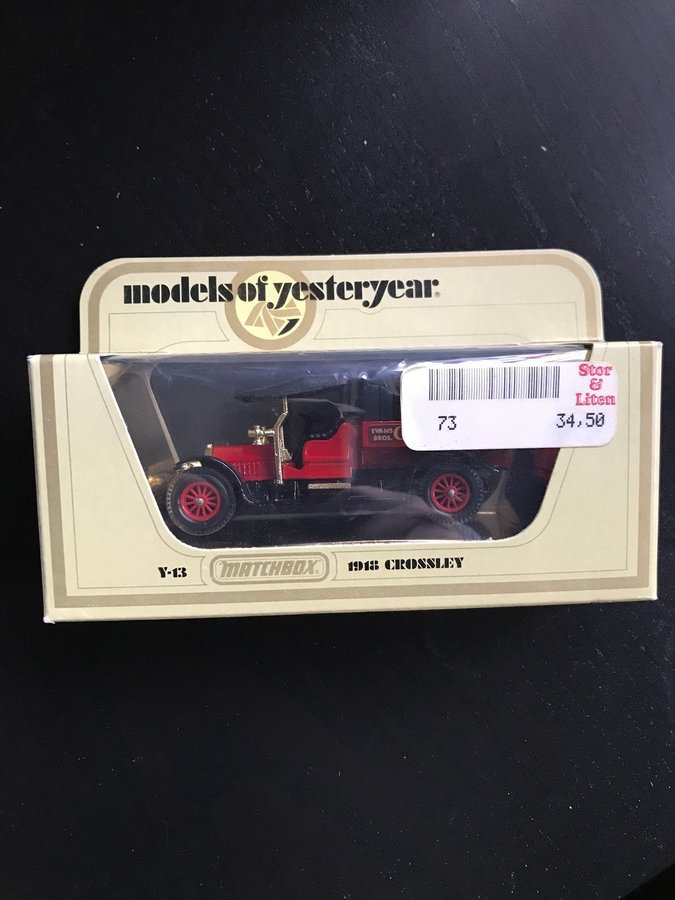 models of yesteryear®
Stor
&
Liten
73 34,50
EVANS
BROS. C
Y-13 MATCHBOX 1918 CROSSLEY